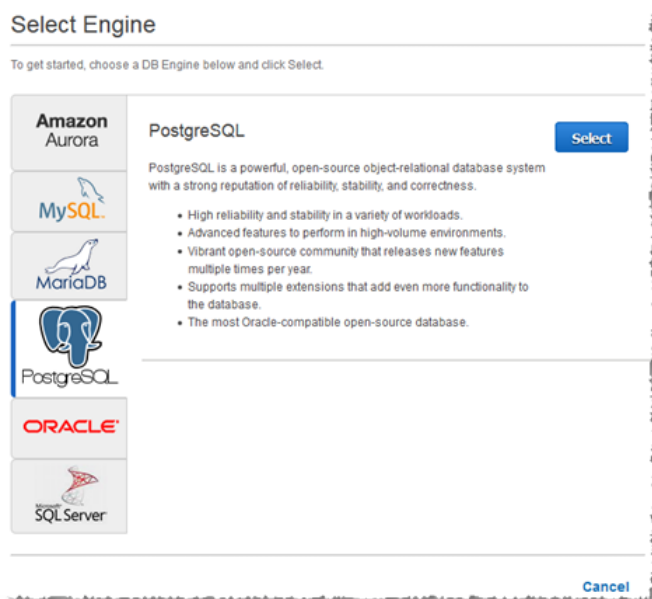 Select Engine
To get started, choose a DB Engine below and click Select.
Amazon
Aurora
MySQL.
MariaDB
PostgreSQL
ORACLE
Microsoft
SQL Server
PostgreSQL
Select
PostgreSQL is a powerful, open-source object-relational database system
with a strong reputation of reliability, stability, and correctness.
• High reliability and stability in a variety of workloads.
• Advanced features to perform in high-volume environments.
• Vibrant open-source community that releases new features
multiple times per year.
• Supports multiple extensions that add even more functionality to
the database.
• The most Oracle-compatible open-source database.
Cancel